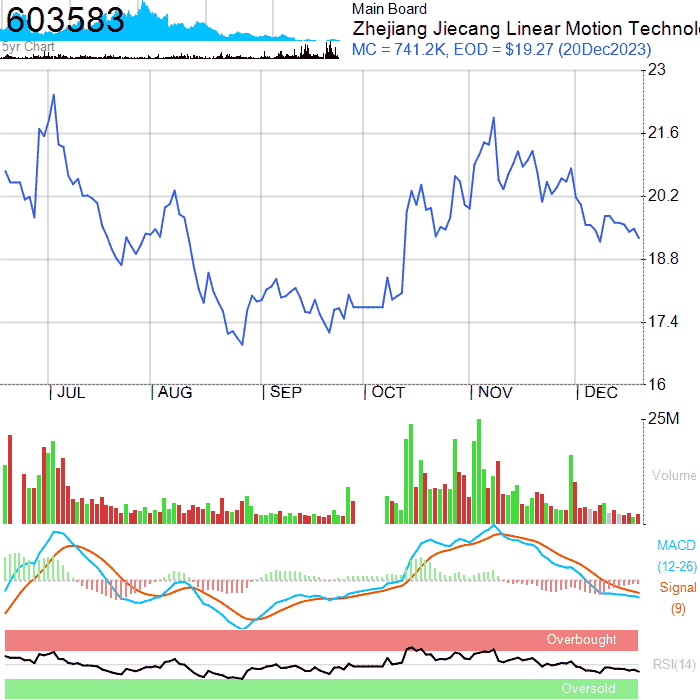 603583
5yr Chart
Main Board
Zhejiang Jiecang Linear Motion Technol
MC = 741.2K, EOD = $19.27 (20Dec2023)
23
21.6
20.2
18.8
17.4
16
JUL
AUG
SEP
OCT
NOV
DEC
25M
Volume
MACD
(12-26)
Signal
(9)
Overbought
RSI(14)
Oversold